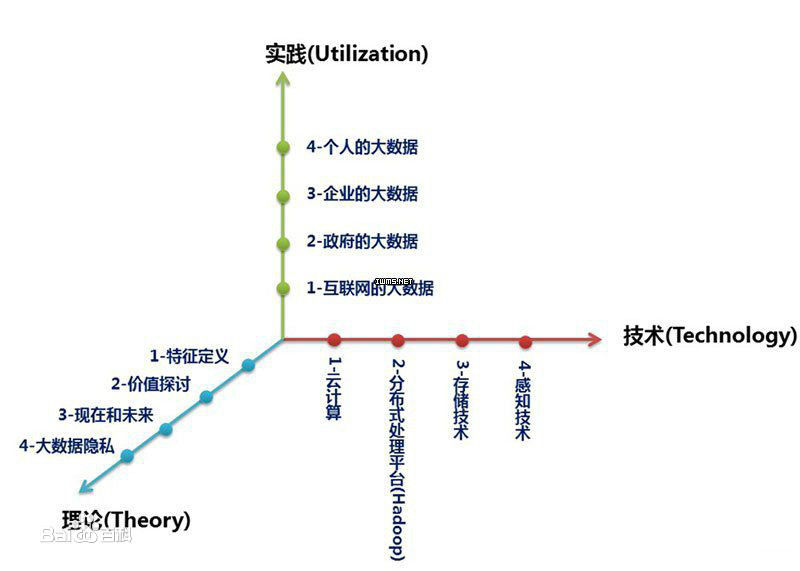 实践(Utilization)
4-个人的大数据
3-企业的大数据
2-政府的大数据
IWMS.NET
1-互联网的大数据
技术(Technology)
1-云计算
2-分布式处理平台(Hadoop)
3-存储技术
4-感知技术
1-特征定义
2-价值探讨
3-现在和未来
4-大数据隐私
理论(Theory)
Bai百科